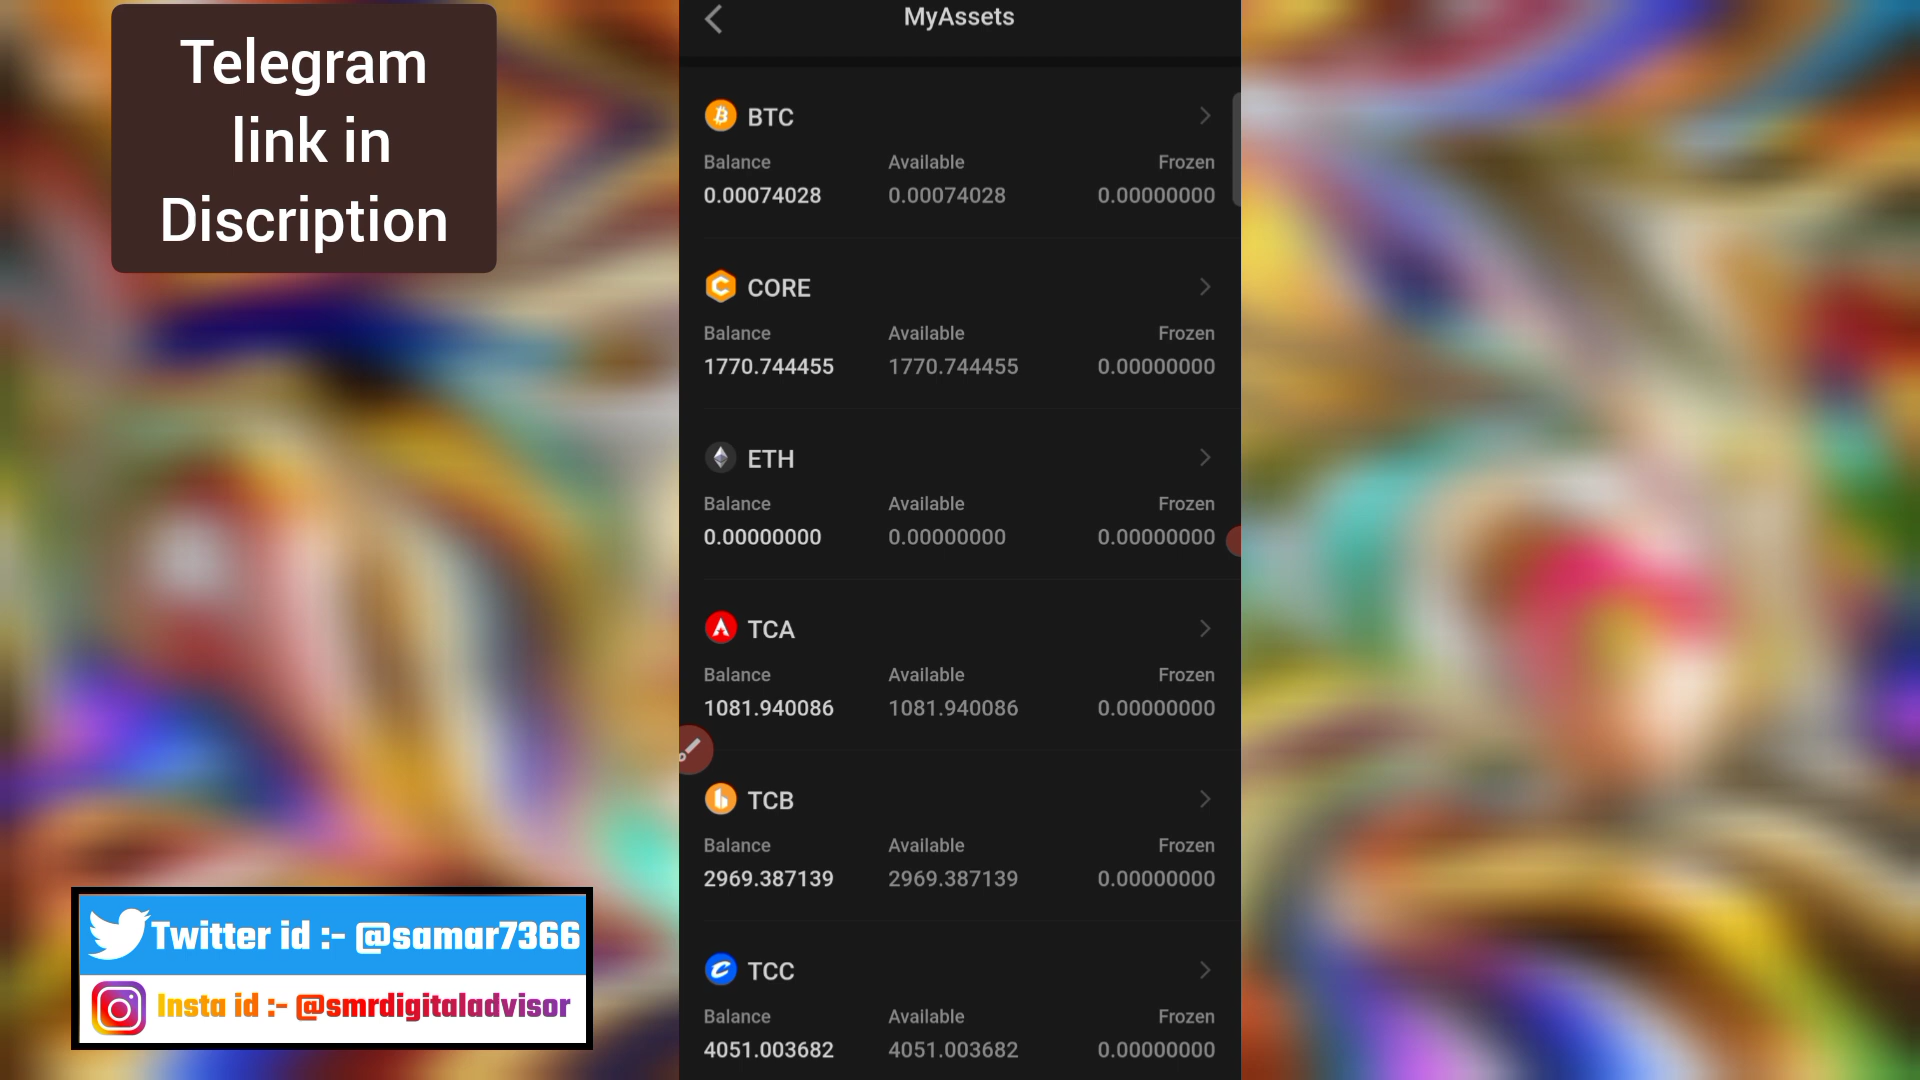 Telegram
link in
Discription
MyAssets
BTC
Balance Available Frozen
0.00074028 0.00074028 0.00000000
CORE
Balance Available Frozen
1770.744455 1770.744455 0.00000000
ETH
Balance Available Frozen
0.00000000 0.00000000 0.00000000
TCA
Balance Available Frozen
1081.940086 1081.940086 0.00000000
TCB
Balance Available Frozen
2969.387139 2969.387139 0.00000000
TCC
Balance Available Frozen
4051.003682 4051.003682 0.00000000
Twitter id :- @samar7366
Insta id :- @smrdigitaladvisor